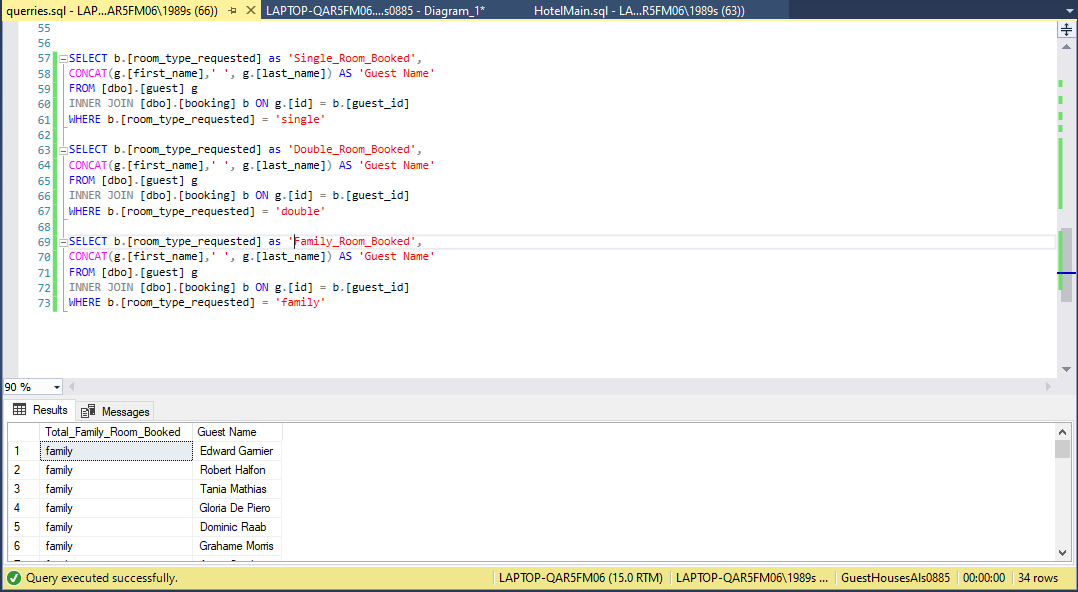 querries.sql - LAP...AR5FM06\1989s (66))
LAPTOP-QAR5FM06....s0885 - Diagram_1*
HotelMain.sql - LA...R5FM06\1989s (63))
55
56
57 SELECT b.[room_type_requested] as 'Single_Room_Booked',
58 CONCAT(g.[first_name],' ', g.[last_name]) AS 'Guest Name'
59 FROM [dbo].[guest] g
60 INNER JOIN [dbo].[booking] b ON g.[id] = b.[guest_id]
61 WHERE b.[room_type_requested] = 'single'
62
63 SELECT b.[room_type_requested] as 'Double_Room_Booked',
64 CONCAT(g.[first_name],' ', g.[last_name]) AS 'Guest Name'
65 FROM [dbo].[guest] g
66 INNER JOIN [dbo].[booking] b ON g.[id] = b.[guest_id]
67 WHERE b.[room_type_requested] = 'double'
68
69 SELECT b.[room_type_requested] as 'Family_Room_Booked',
70 CONCAT(g.[first_name],' ', g.[last_name]) AS 'Guest Name'
71 FROM [dbo].[guest] g
72 INNER JOIN [dbo].[booking] b ON g.[id] = b.[guest_id]
73 WHERE b.[room_type_requested] = 'family'
90 %
Results Messages
Total_Family_Room_Booked Guest Name
1 family Edward Garnier
2 family Robert Halfon
3 family Tania Mathias
4 family Gloria De Piero
5 family Dominic Raab
6 family Grahame Morris
Query executed successfully. LAPTOP-QAR5FM06 (15.0 RTM) LAPTOP-QAR5FM06\1989s ... GuestHousesAls0885 00:00:00 34 rows